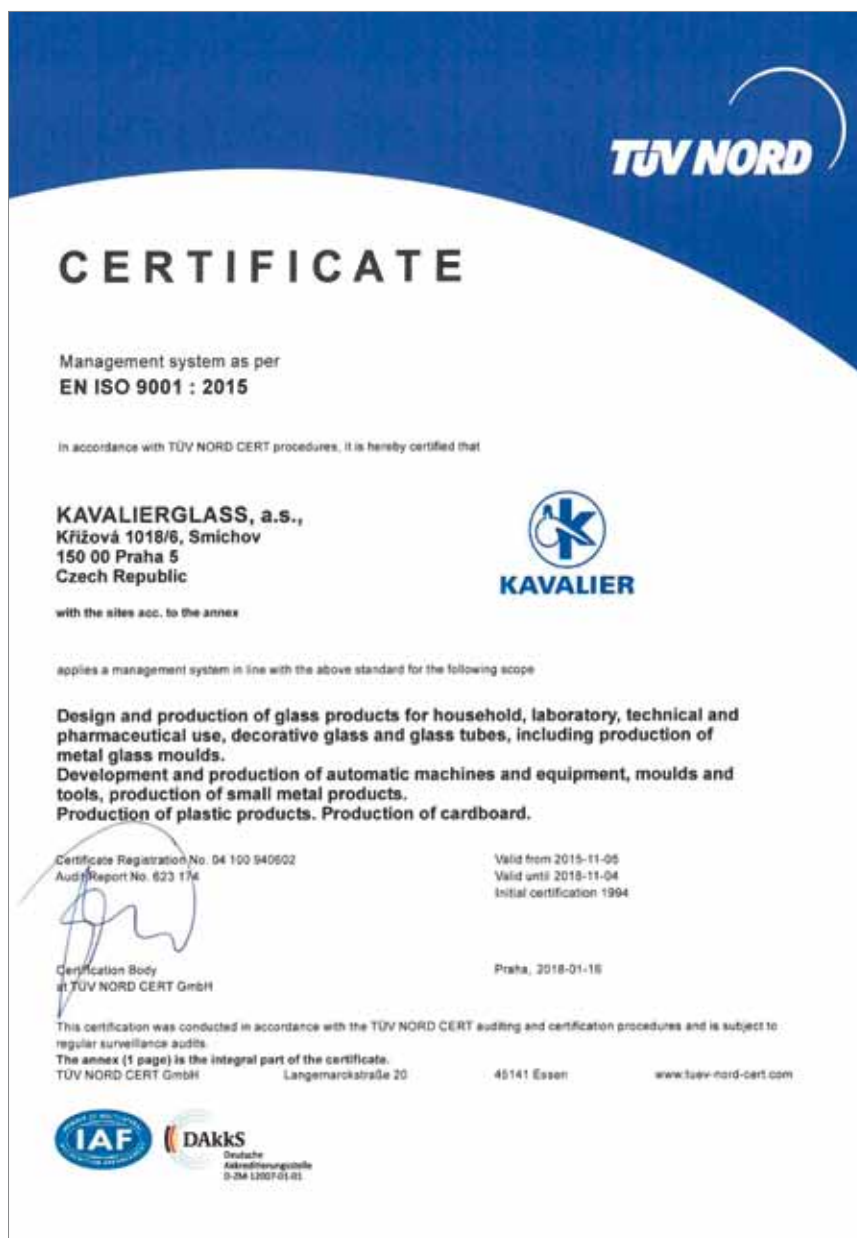 TÜV NORD
CERTIFICATE
Management system as per
EN ISO 9001 : 2015
In accordance with TÜV NORD CERT procedures, it is hereby certified that
KAVALIERGLASS, a.s.,
Křížová 1018/6, Smíchov
150 00 Praha 5
Czech Republic
KAVALIER
with the sites acc. to the annex
applies a management system in line with the above standard for the following scope
Design and production of glass products for household, laboratory, technical and
pharmaceutical use, decorative glass and glass tubes, including production of
metal glass moulds.
Development and production of automatic machines and equipment, moulds and
tools, production of small metal products.
Production of plastic products. Production of cardboard.
Certificate Registration No. 04 100 940602
Audit Report No. 623 174
Valid from 2015-11-05
Valid until 2018-11-04
Initial certification 1994
Certification Body
at TÜV NORD CERT GmbH
Praha, 2018-01-16
This certification was conducted in accordance with the TÜV NORD CERT auditing and certification procedures and is subject to
regular surveillance audits.
The annex (1 page) is the integral part of the certificate.
TÜV NORD CERT GmbH Langemarckstraße 20 45141 Essen www.tuev-nord-cert.com
IAF
DAkkS
Deutsche
Akkreditierungsstelle
D-ZM-12007-01-01